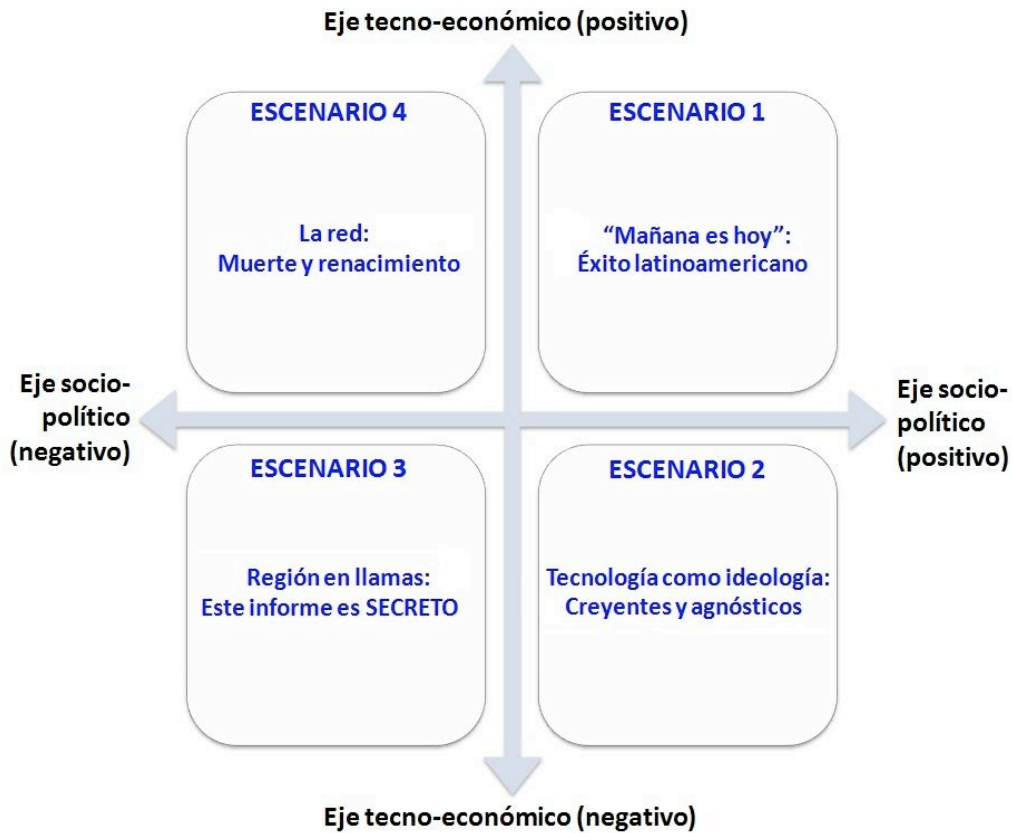 Eje tecno-económico (positivo)
ESCENARIO 4
La red:
Muerte y renacimiento
ESCENARIO 1
“Mañana es hoy”:
Éxito latinoamericano
Eje socio-
político
(negativo)
Eje socio-
político
(positivo)
ESCENARIO 3
Región en llamas:
Este informe es SECRETO
ESCENARIO 2
Tecnología como ideología:
Creyentes y agnósticos
Eje tecno-económico (negativo)